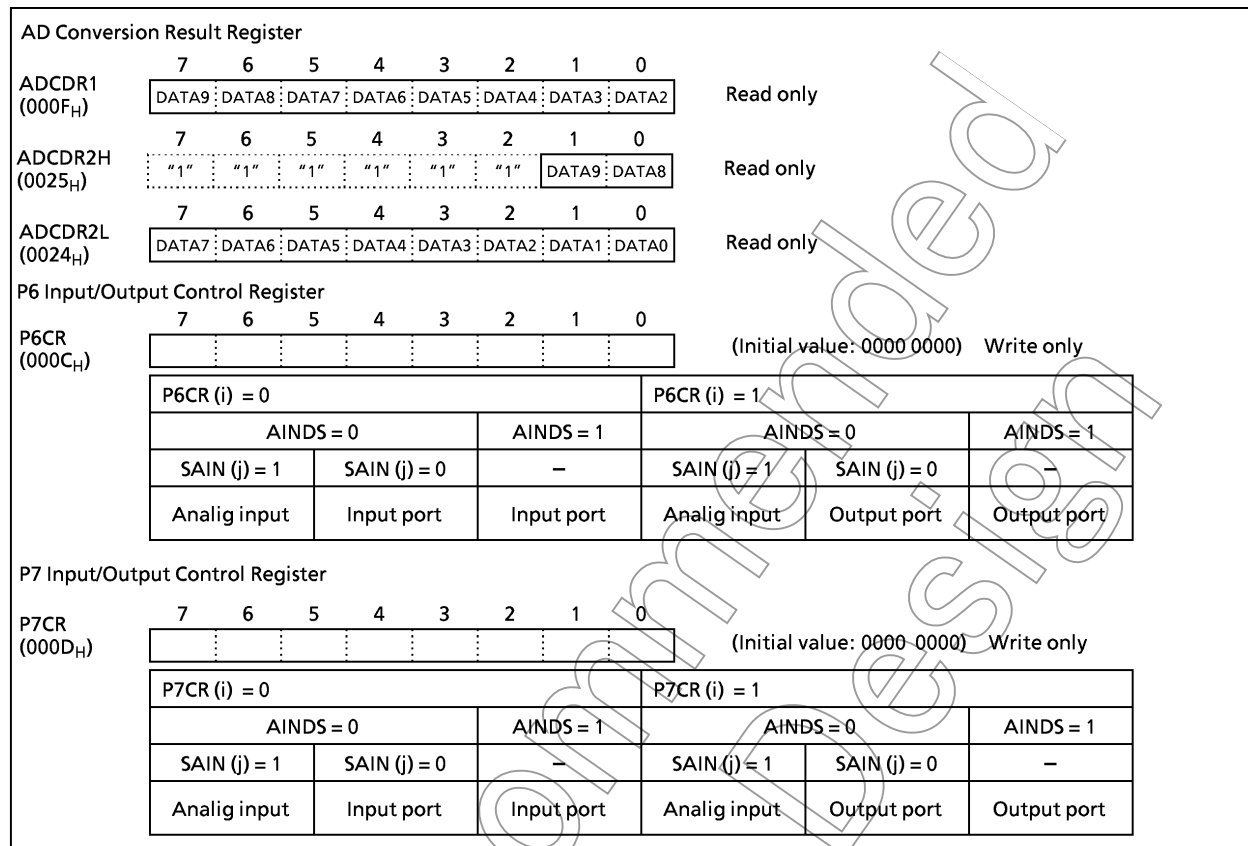 AD Conversion Result Register
7 6 5 4 3 2 1 0
ADCDR1
(000FH)
DATA9 DATA8 DATA7 DATA6 DATA5 DATA4 DATA3 DATA2 Read only
7 6 5 4 3 2 1 0
ADCDR2H
(0025H)
“1” “1” “1” “1” “1” “1” DATA9 DATA8 Read only
7 6 5 4 3 2 1 0
ADCDR2L
(0024H)
DATA7 DATA6 DATA5 DATA4 DATA3 DATA2 DATA1 DATA0 Read only
P6 Input/Output Control Register
7 6 5 4 3 2 1 0
P6CR
(000CH)
(Initial value: 0000 0000) Write only
P6CR (i) = 0 P6CR (i) = 1
AINDS = 0 AINDS = 1 AINDS = 0 AINDS = 1
SAIN (j) = 1 SAIN (j) = 0 – SAIN (j) = 1 SAIN (j) = 0 –
Analig input Input port Input port Analig input Output port Output port
P7 Input/Output Control Register
7 6 5 4 3 2 1 0
P7CR
(000DH)
(Initial value: 0000 0000) Write only
P7CR (i) = 0 P7CR (i) = 1
AINDS = 0 AINDS = 1 AINDS = 0 AINDS = 1
SAIN (j) = 1 SAIN (j) = 0 – SAIN (j) = 1 SAIN (j) = 0 –
Analig input Input port Input port Analig input Output port Output port
ommended
Design